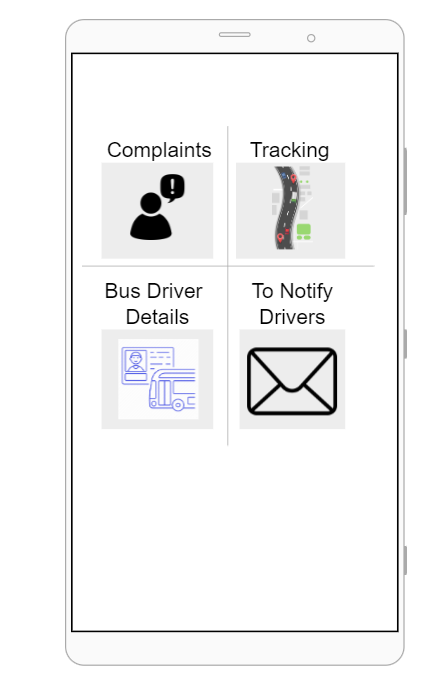 Complaints
Tracking
Bus Driver
Details
To Notify
Drivers